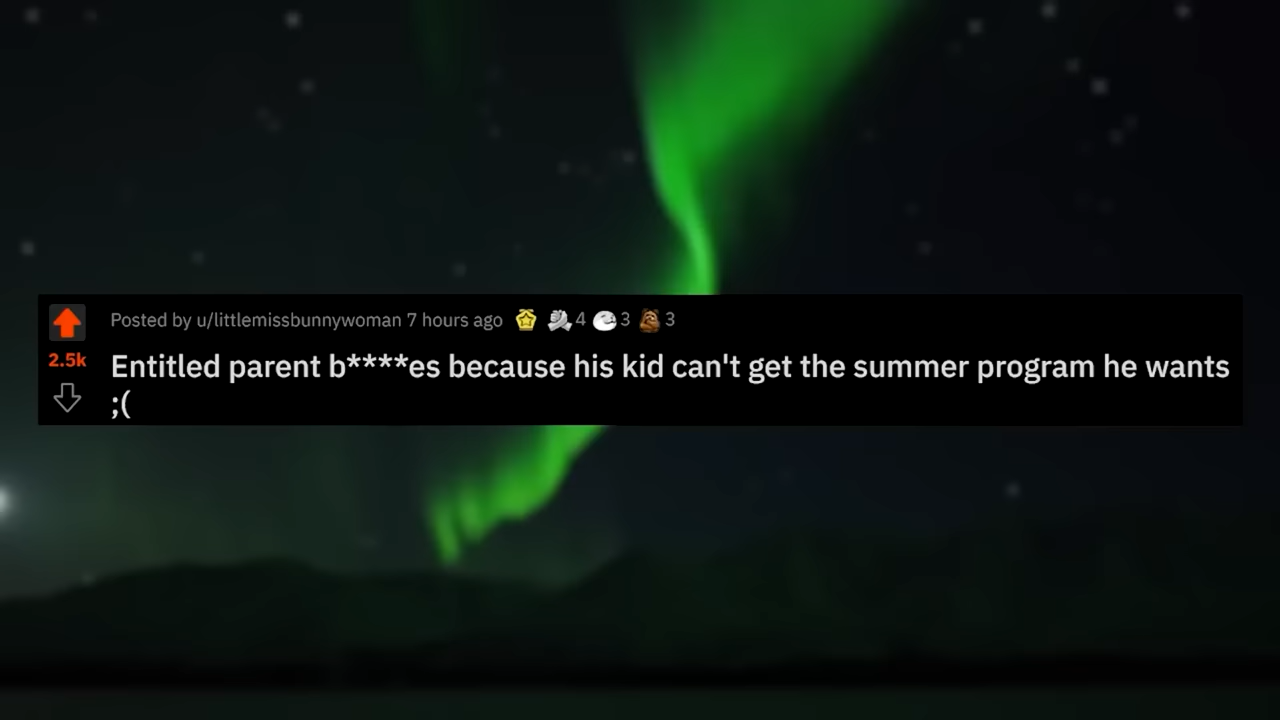 Posted by u/littlemissbunnywoman 7 hours ago 4 3 3
2.5k
Entitled parent b****es because his kid can't get the summer program he wants
;(